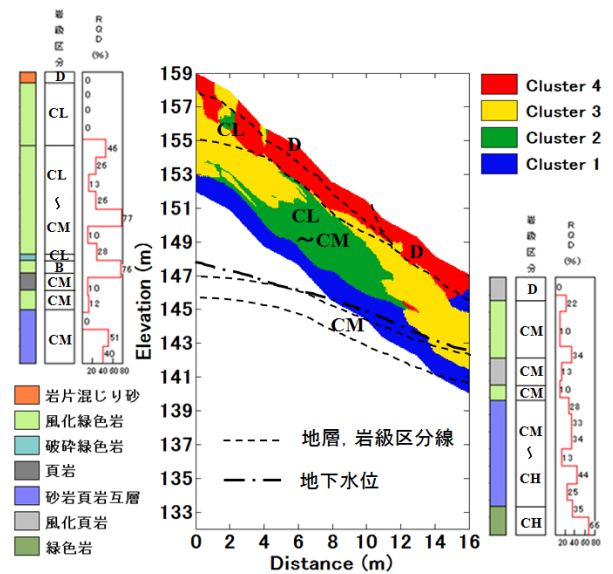 岩級区分
RQD
(%)
D
CL
CL
～
CM
CL
B
CM
CM
CM
0
0
0
0
46
26
13
26
77
10
28
76
10
12
0
51
40
0 20 40 60 80
岩片混じり砂
風化緑色岩
破砕緑色岩
頁岩
砂岩頁岩互層
風化頁岩
緑色岩
Elevation (m)
159
157
155
153
151
149
147
145
143
141
139
137
135
133
CL
D
CL
～CM
D
CM
地層，岩級区分線
地下水位
0 2 4 6 8 10 12 14 16
Distance (m)
Cluster 4
Cluster 3
Cluster 2
Cluster 1
岩級区分
RQD
(%)
D
CM
CM
CM
CM
～
CH
CH
0
22
10
34
13
10
28
33
34
13
44
25
35
66
0 20 40 60 80